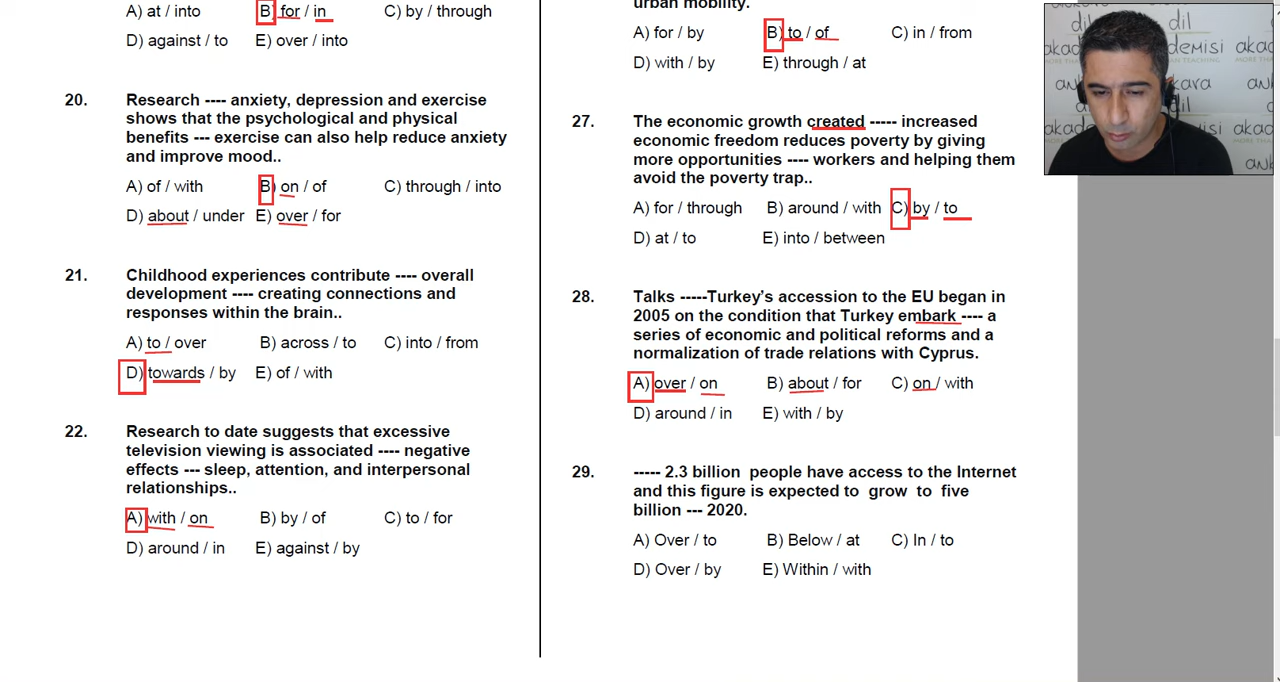 A) at / into B) for / in C) by / through
D) against / to E) over / into
20. Research ---- anxiety, depression and exercise
shows that the psychological and physical
benefits --- exercise can also help reduce anxiety
and improve mood..
A) of / with B) on / of C) through / into
D) about / under E) over / for
21. Childhood experiences contribute ---- overall
development ---- creating connections and
responses within the brain..
A) to / over B) across / to C) into / from
D) towards / by E) of / with
22. Research to date suggests that excessive
television viewing is associated ---- negative
effects --- sleep, attention, and interpersonal
relationships..
A) with / on B) by / of C) to / for
D) around / in E) against / by
urban mobility.
A) for / by B) to / of C) in / from
D) with / by E) through / at
27. The economic growth created ----- increased
economic freedom reduces poverty by giving
more opportunities ---- workers and helping them
avoid the poverty trap..
A) for / through B) around / with C) by / to
D) at / to E) into / between
28. Talks -----Turkey's accession to the EU began in
2005 on the condition that Turkey embark ---- a
series of economic and political reforms and a
normalization of trade relations with Cyprus.
A) over / on B) about / for C) on / with
D) around / in E) with / by
29. ----- 2.3 billion people have access to the Internet
and this figure is expected to grow to five
billion --- 2020.
A) Over / to B) Below / at C) In / to
D) Over / by E) Within / with
dil
dil